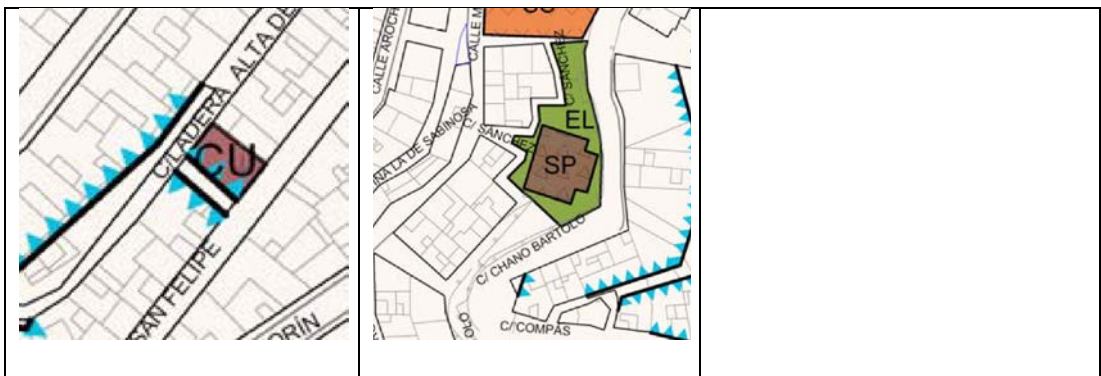 C/LADERA ALTA DE
CU
SAN FELIPE
ORÍN
CALLE AROCH
CALLE M
C/ SÁNCHEZ
INA LA DE SABINOSA
C/ SÁNCHEZ
EL
SP
C/ CHANO BARTOLO
OLO
C/ COMPÁS